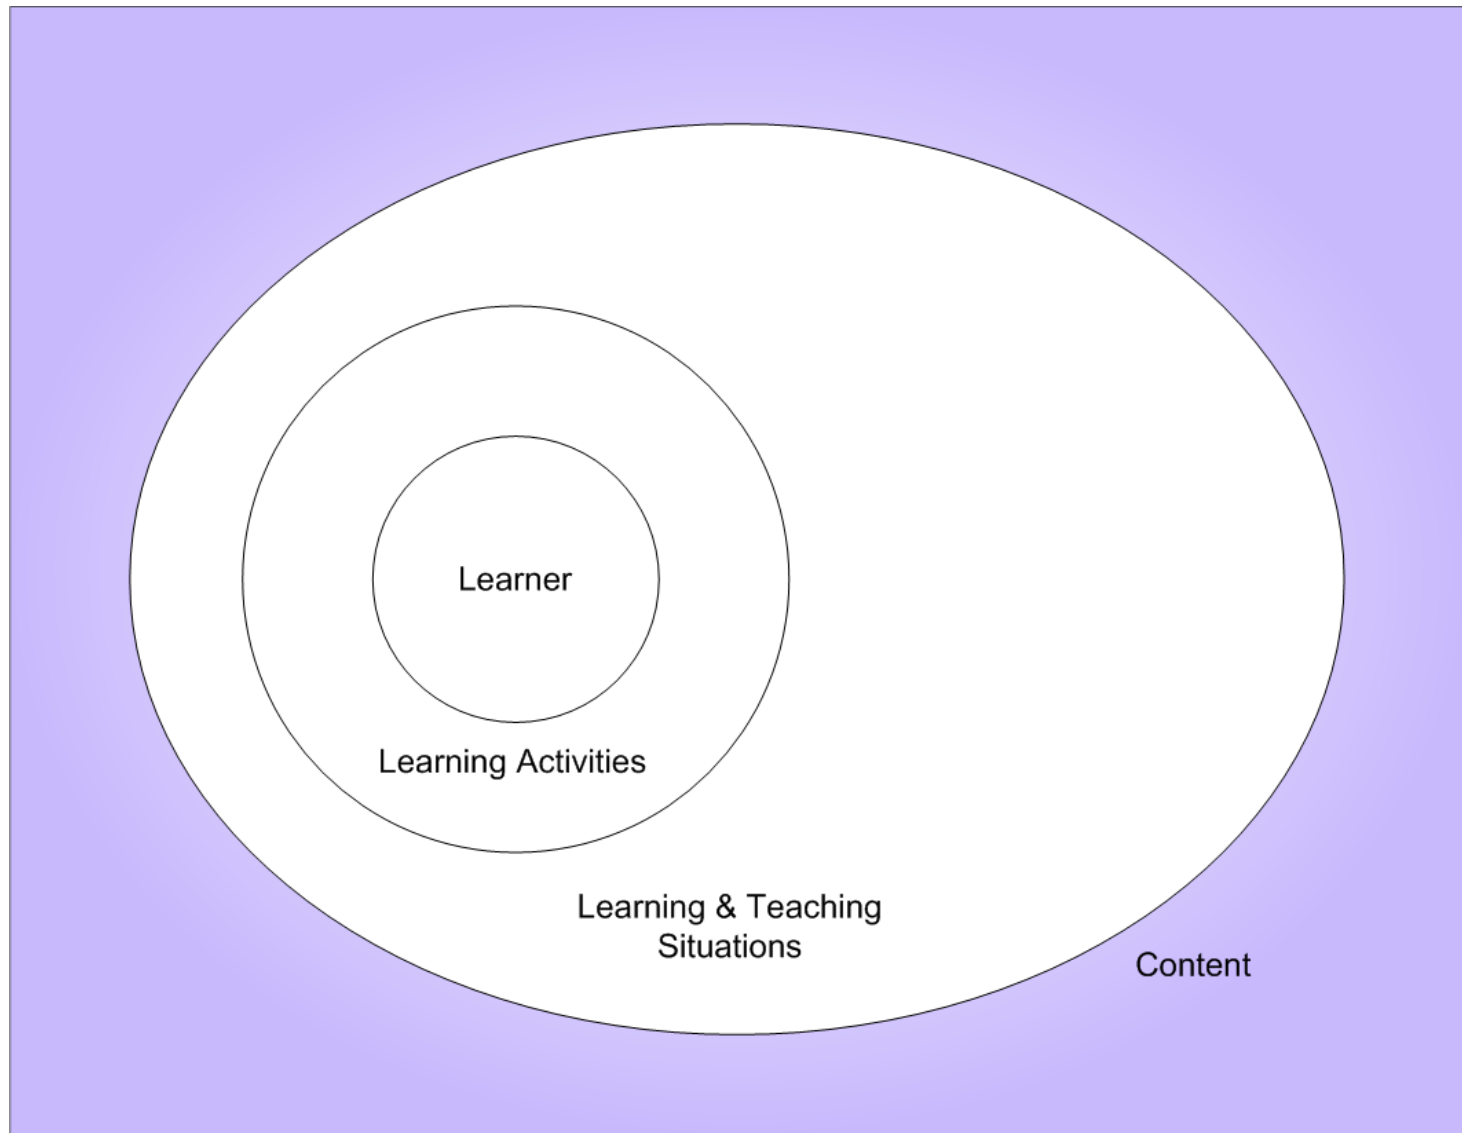 Learner
Learning Activities
Learning & Teaching
Situations
Content